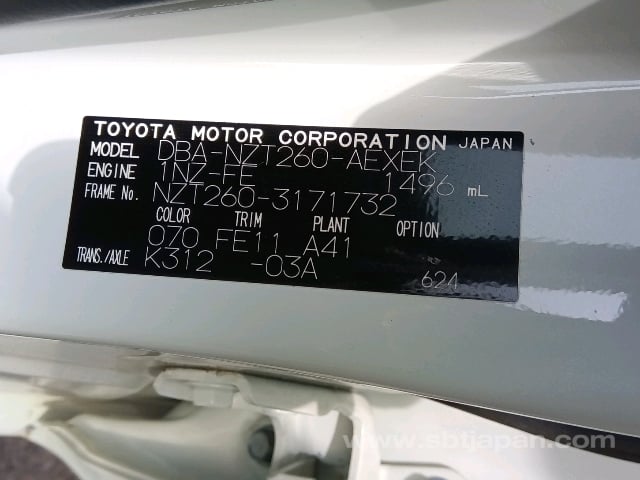 TOYOTA MOTOR CORPORATION JAPAN
MODEL DBA-NZT260-AEXEK
ENGINE 1NZ-FE 1496 mL
FRAME No. NZT260-3171732
COLOR TRIM PLANT OPTION
070 FE11 A41
TRANS./AXLE K312 -03A
624
www.sbtjapan.com